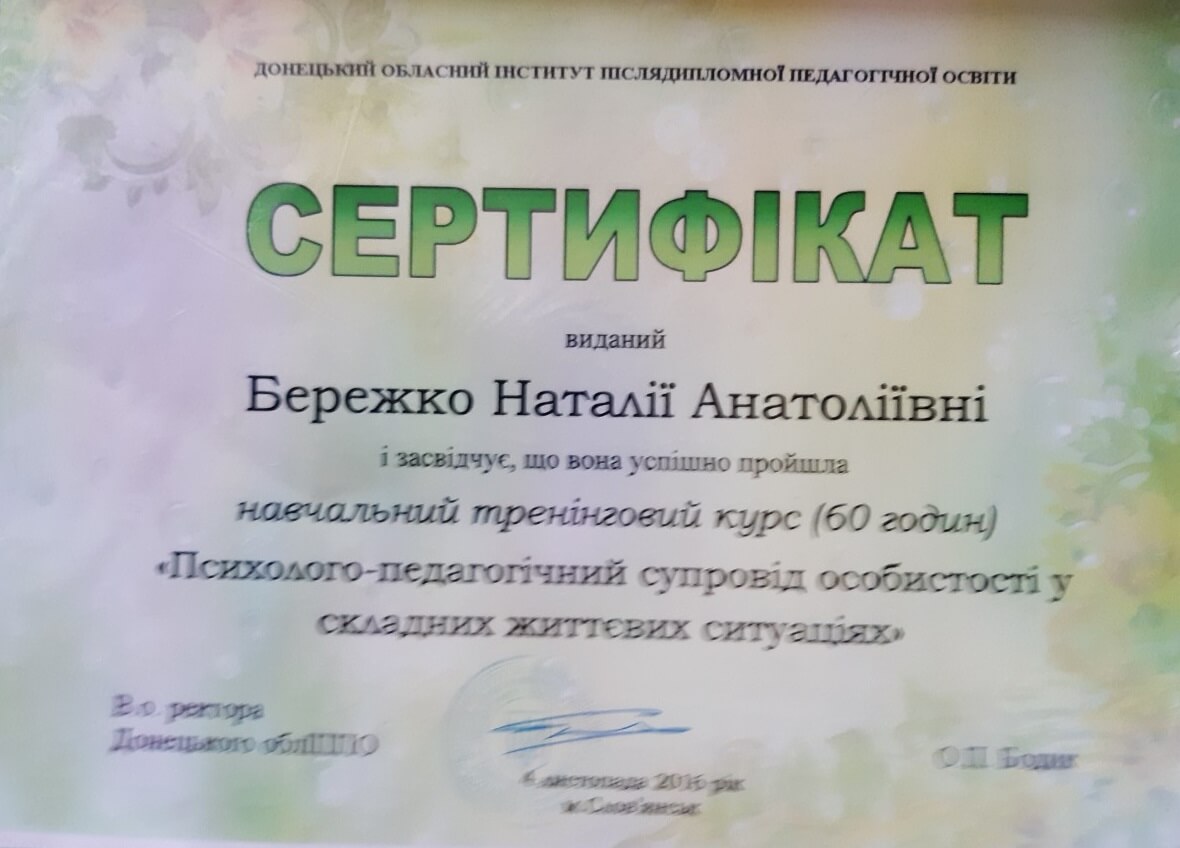 ДОНЕЦЬКИЙ ОБЛАСНИЙ ІНСТИТУТ ПІСЛЯДИПЛОМНОЇ ПЕДАГОГІЧНОЇ ОСВІТИ
СЕРТИФІКАТ
виданий
Бережко Наталії Анатоліївні
і засвідчує, що вона успішно пройшла
навчальний тренінговий курс (60 годин)
«Психолого-педагогічний супровід особистості у
складних життєвих ситуаціях»
В.о. ректора
Донецького облІППО
О.П. Бодик
листопада рік
м. Слов'янськ